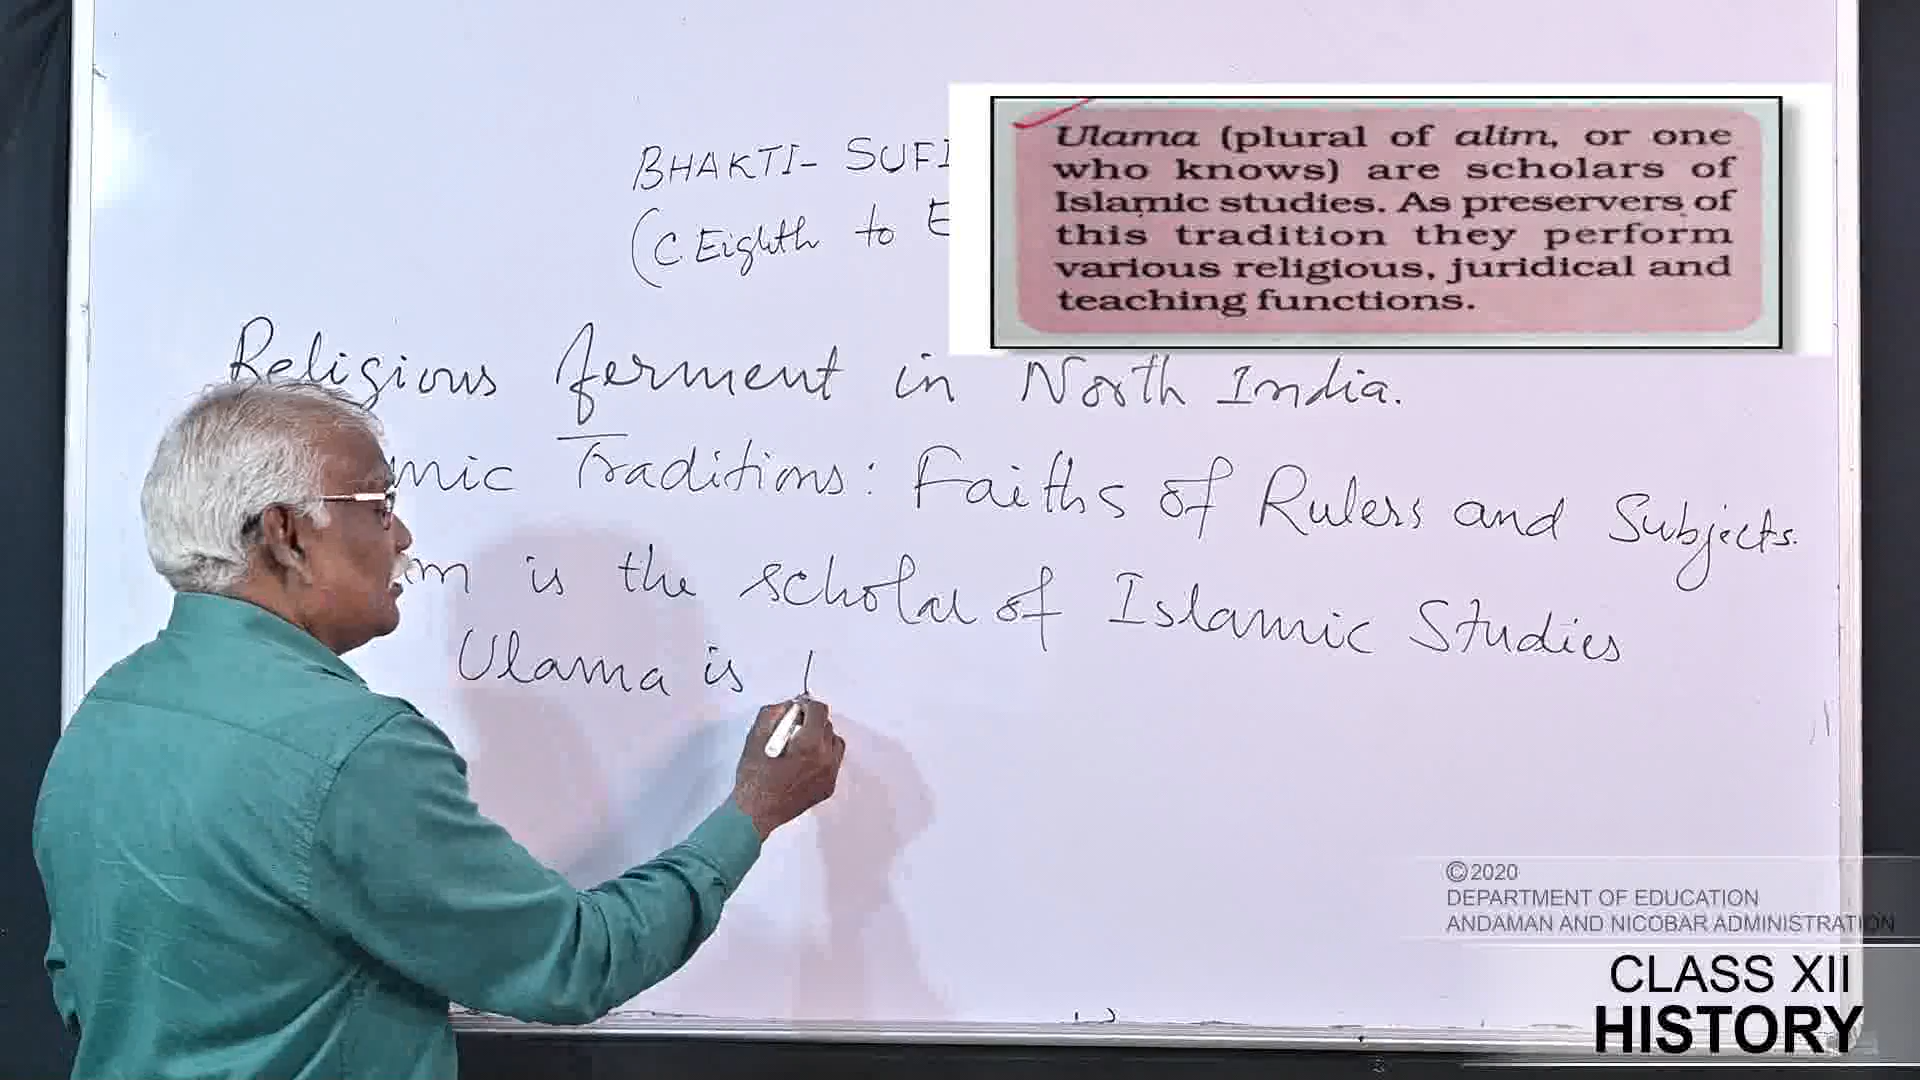 BHAKTI- SUFI
(C. Eighth to E
Ulama (plural of alim, or one
who knows) are scholars of
Islamic studies. As preservers of
this tradition they perform
various religious, juridical and
teaching functions.
Religious ferment in North India.
mic Traditions: Faiths of Rulers and Subjects.
m is the scholar of Islamic Studies
Ulama is
©2020
DEPARTMENT OF EDUCATION
ANDAMAN AND NICOBAR ADMINISTRATION
CLASS XII
HISTORY